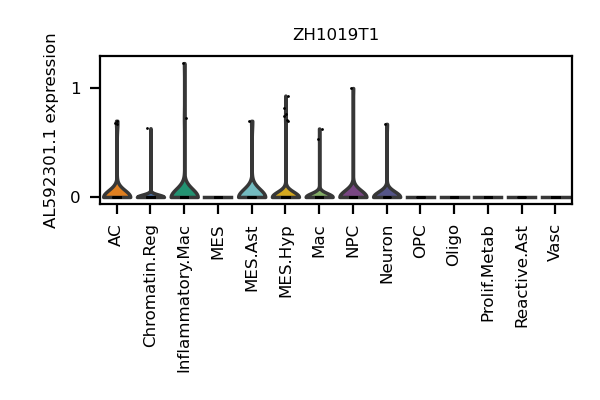 ZH1019T1
AL592301.1 expression
1
0
AC
Chromatin.Reg
Inflammatory.Mac
MES
MES.Ast
MES.Hyp
Mac
NPC
Neuron
OPC
Oligo
Prolif.Metab
Reactive.Ast
Vasc